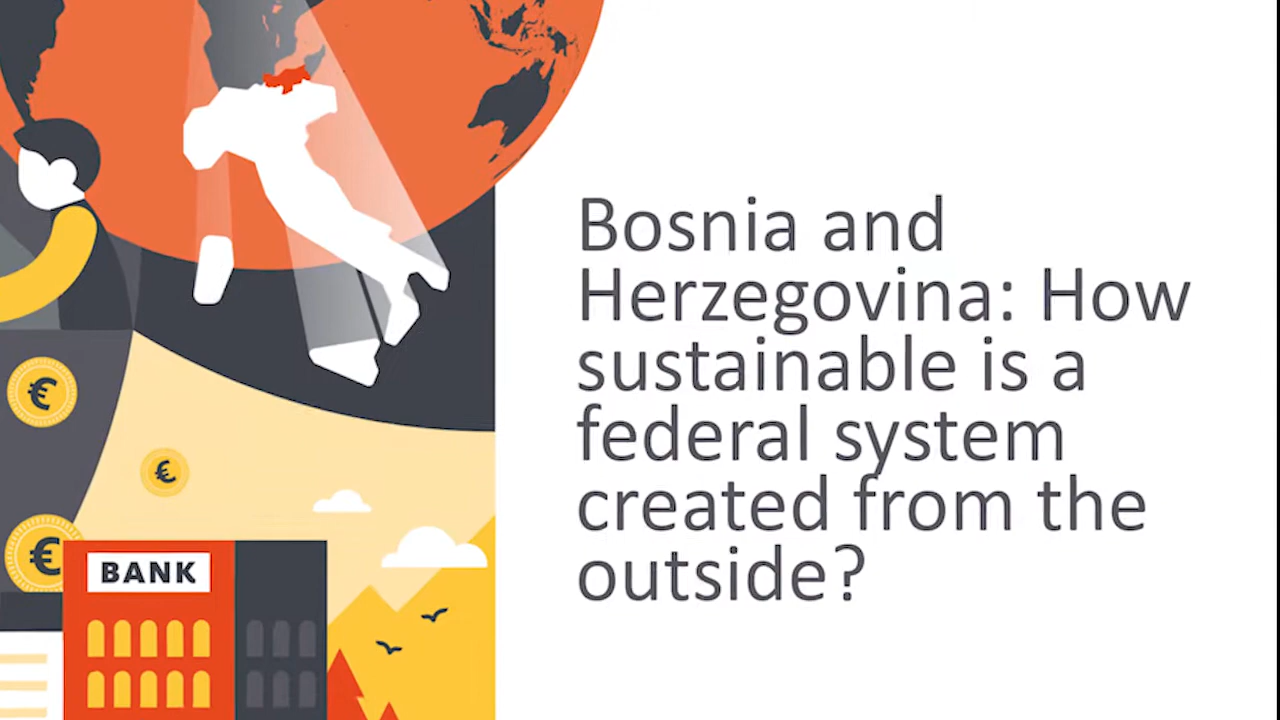 Bosnia and
Herzegovina: How
sustainable is a
federal system
created from the
outside?
€
€
€
BANK